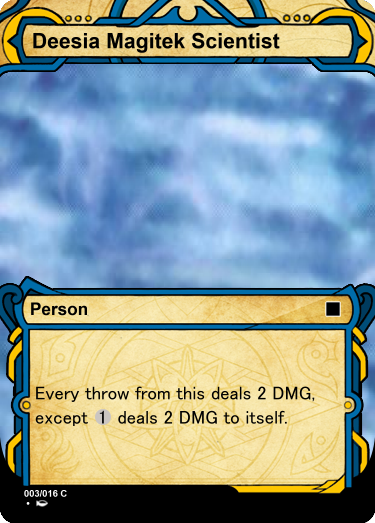 Deesia Magitek Scientist
Person
Every throw from this deals 2 DMG,
except 1 deals 2 DMG to itself.
003/016 C